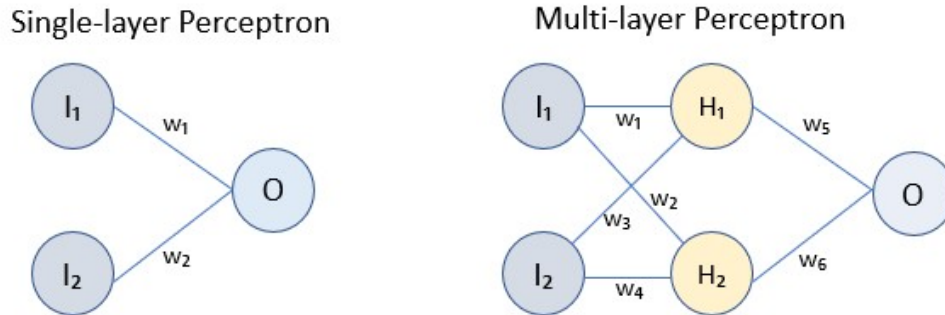 Single-layer Perceptron
I₁
w₁
O
w₂
I₂
Multi-layer Perceptron
I₁
w₁
H₁
w₅
w₂
w₃
O
I₂
w₄
H₂
w₆